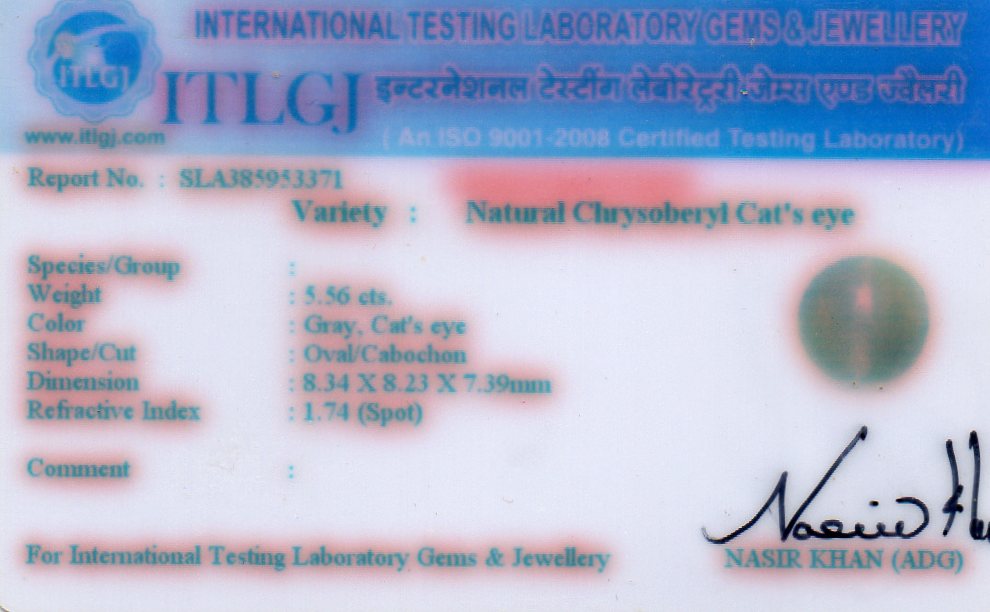 INTERNATIONAL TESTING LABORATORY GEMS & JEWELLERY
ITLGJ
ITLGJ
इन्टरनेशनल टेस्टींग लेबोरेट्री जेम्स एण्ड ज्वैलरी
www.itlgj.com
( An ISO 9001-2008 Certified Testing Laboratory)
Report No. : SLA385953371
Variety : Natural Chrysoberyl Cat's eye
Species/Group :
Weight : 5.56 cts.
Color : Gray, Cat's eye
Shape/Cut : Oval/Cabochon
Dimension : 8.34 X 8.23 X 7.39mm
Refractive Index : 1.74 (Spot)
Comment :
Nasir Kh
For International Testing Laboratory Gems & Jewellery
NASIR KHAN (ADG)